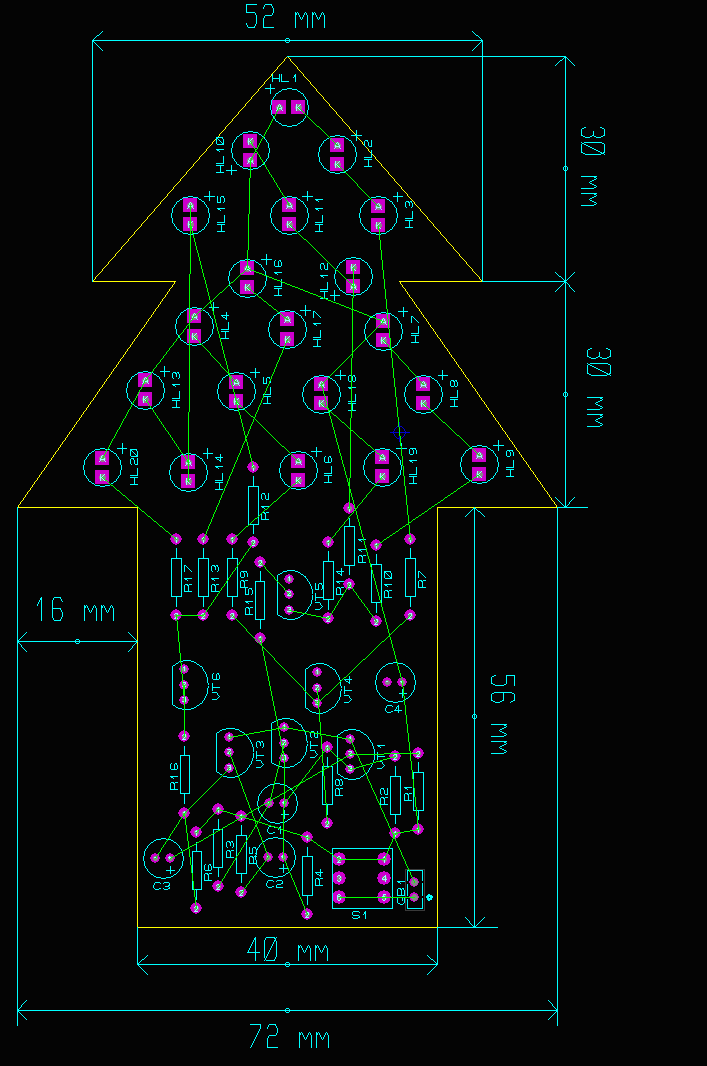 52 мм
HL1
HL10
HL2
30 мм
HL15
HL11
HL3
HL16
HL12
HL4
HL17
HL7
30 мм
HL13
HL5
HL18
HL8
HL20
HL14
HL6
HL19
HL9
R12
R11
R17
R13
R9
R15
VT5
R14
R10
R7
16 мм
VT6
VT4
C4
56 мм
VT3
VT2
VT1
R16
R8
R2
R1
C1
R6
R3
R5
C2
R4
C3
S1
GB1
40 мм
72 мм